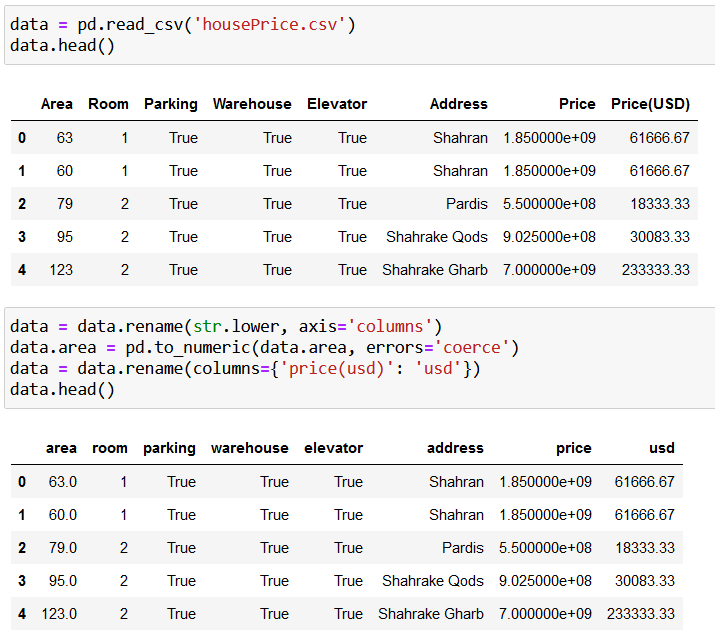 data = pd.read_csv('housePrice.csv')
data.head()
Area Room Parking Warehouse Elevator Address Price Price(USD)
0 63 1 True True True Shahran 1.850000e+09 61666.67
1 60 1 True True True Shahran 1.850000e+09 61666.67
2 79 2 True True True Pardis 5.500000e+08 18333.33
3 95 2 True True True Shahrake Qods 9.025000e+08 30083.33
4 123 2 True True True Shahrake Gharb 7.000000e+09 233333.33
data = data.rename(str.lower, axis='columns')
data.area = pd.to_numeric(data.area, errors='coerce')
data = data.rename(columns={'price(usd)': 'usd'})
data.head()
area room parking warehouse elevator address price usd
0 63.0 1 True True True Shahran 1.850000e+09 61666.67
1 60.0 1 True True True Shahran 1.850000e+09 61666.67
2 79.0 2 True True True Pardis 5.500000e+08 18333.33
3 95.0 2 True True True Shahrake Qods 9.025000e+08 30083.33
4 123.0 2 True True True Shahrake Gharb 7.000000e+09 233333.33